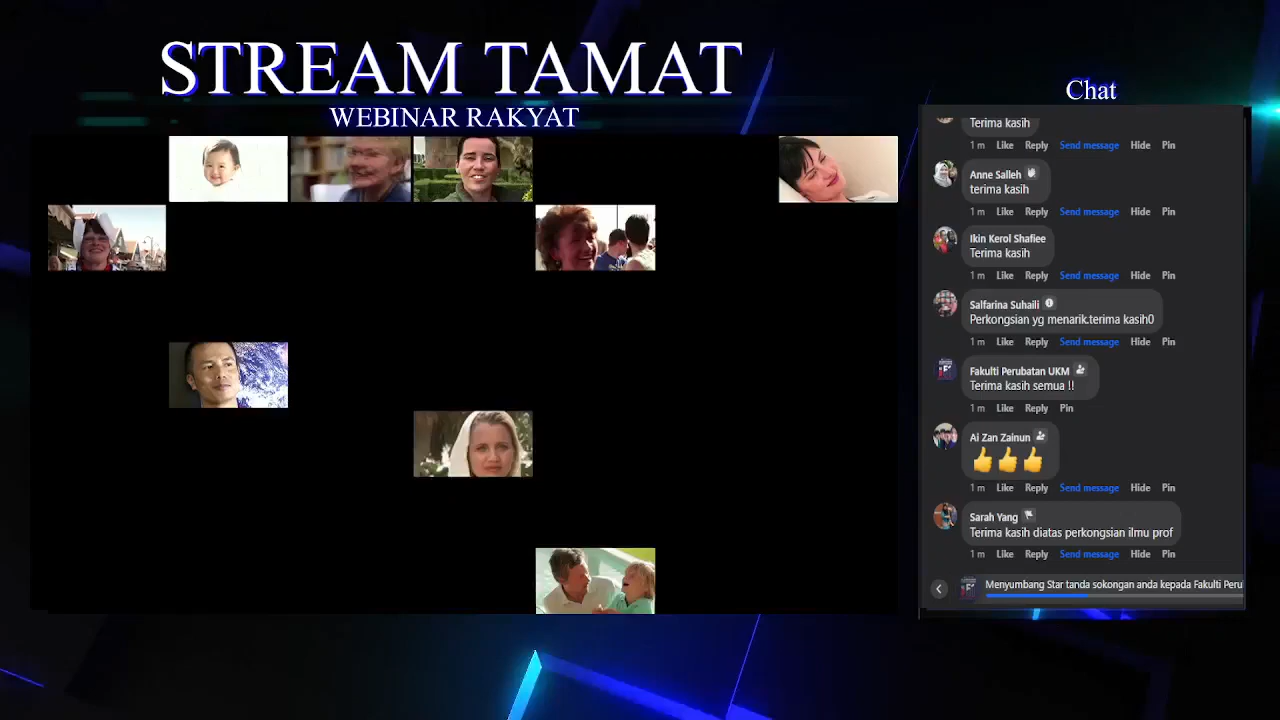 STREAM TAMAT
WEBINAR RAKYAT
Chat
Terima kasih
1 m Like Reply Send message Hide Pin
Anne Salleh
terima kasih
1 m Like Reply Send message Hide Pin
Ikin Kerol Shafiee
Terima kasih
1 m Like Reply Send message Hide Pin
Salfarina Suhaili
Perkongsian yg menarik.terima kasih0
1 m Like Reply Send message Hide Pin
Fakulti Perubatan UKM
Terima kasih semua !!
1 m Like Reply Pin
Ai Zan Zainun
👍👍👍
1 m Like Reply Send message Hide Pin
Sarah Yang
Terima kasih diatas perkongsian ilmu prof
1 m Like Reply Send message Hide Pin
Menyumbang Star tanda sokongan anda kepada Fakulti Peru